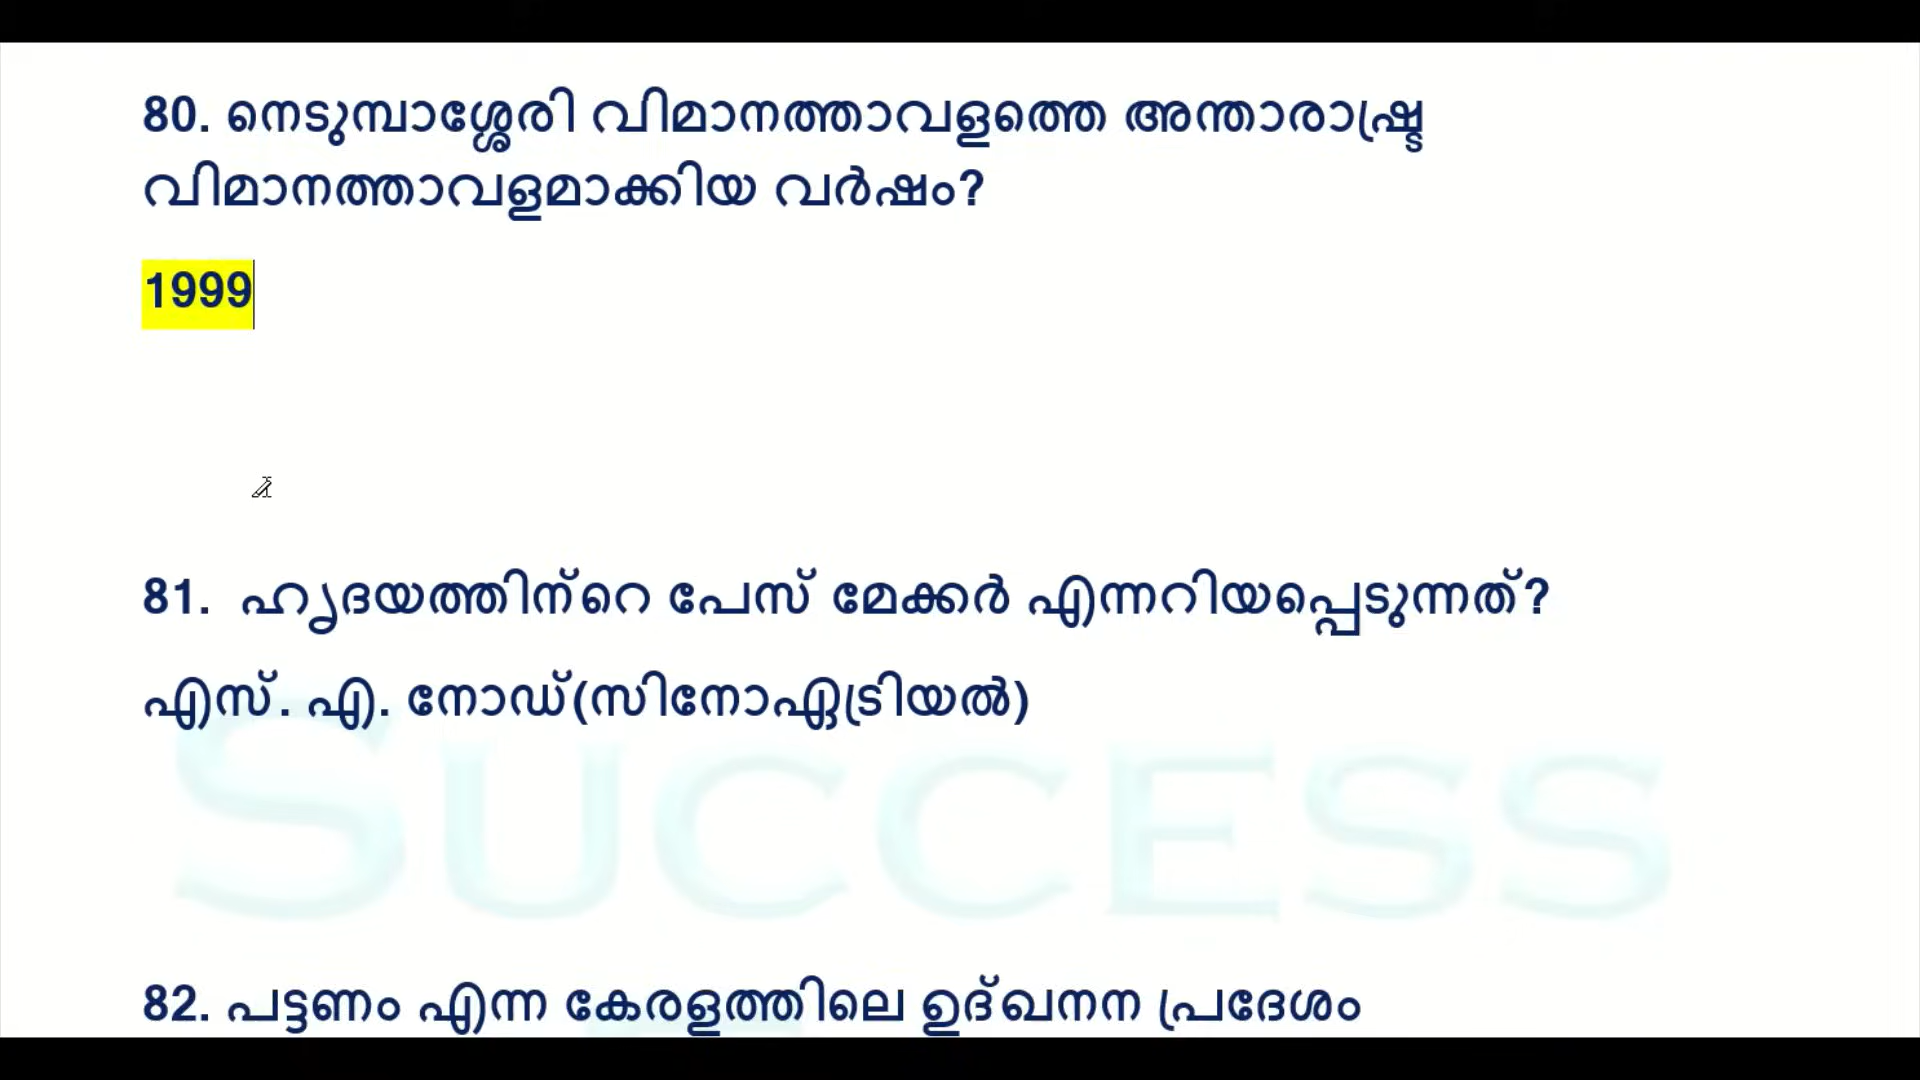 80. നെടുമ്പാശ്ശേരി വിമാനത്താവളത്തെ അന്താരാഷ്ട്ര
വിമാനത്താവളമാക്കിയ വർഷം?
1999
81. ഹൃദയത്തിന്റെ പേസ് മേക്കർ എന്നറിയപ്പെടുന്നത്?
എസ്. എ. നോഡ്(സിനോഏട്രിയൽ)
SUCCESS
82. പട്ടണം എന്ന കേരളത്തിലെ ഉദ്ഖനന പ്രദേശം